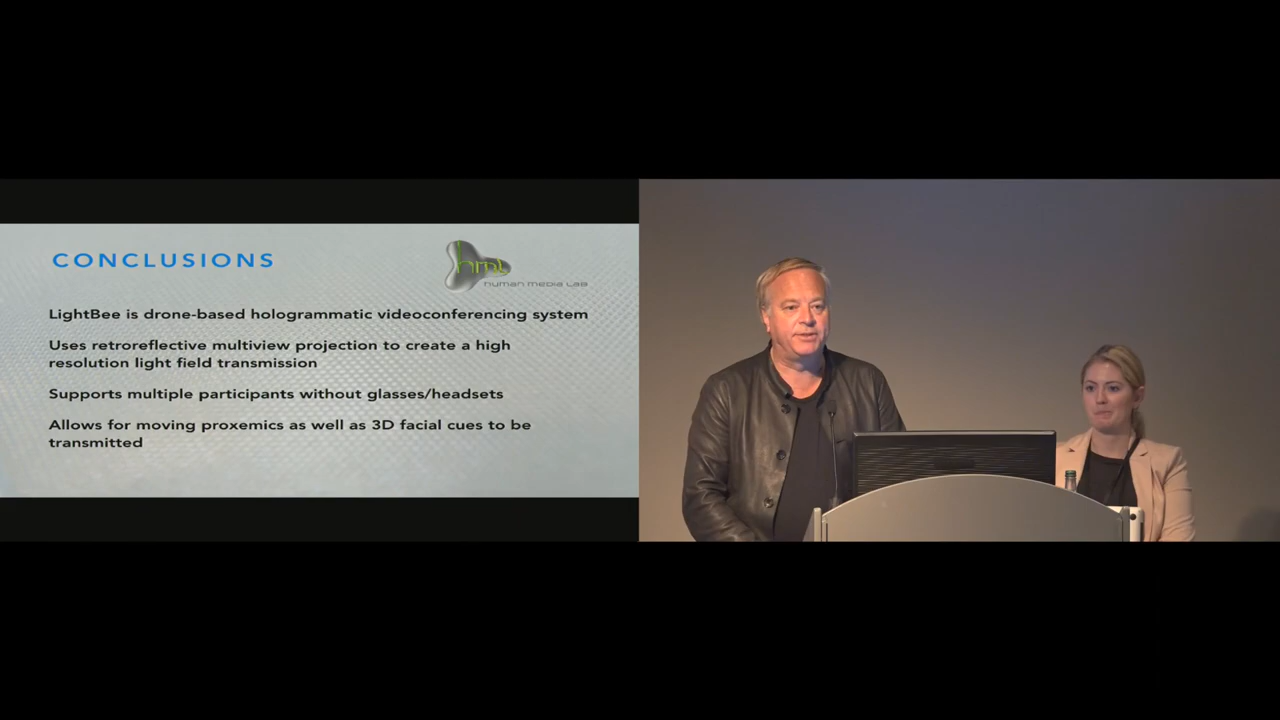 CONCLUSIONS
hml
human media lab
LightBee is drone-based hologrammatic videoconferencing system
Uses retroreflective multiview projection to create a high
resolution light field transmission
Supports multiple participants without glasses/headsets
Allows for moving proxemics as well as 3D facial cues to be
transmitted